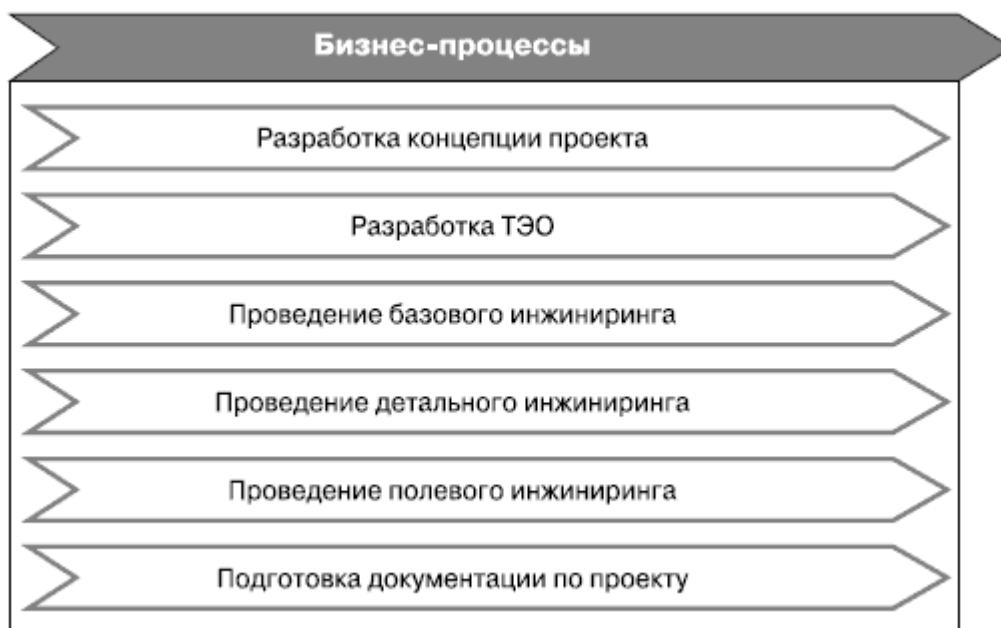 Бизнес-процессы
Разработка концепции проекта
Разработка ТЭО
Проведение базового инжиниринга
Проведение детального инжиниринга
Проведение полевого инжиниринга
Подготовка документации по проекту